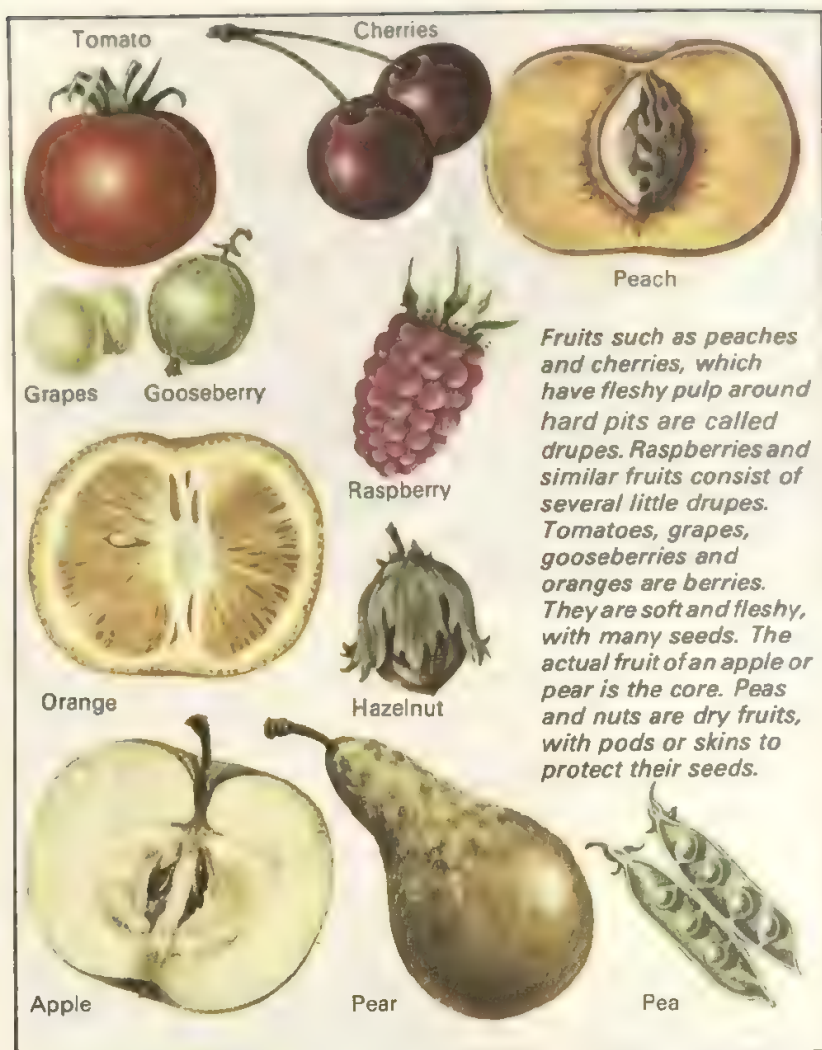 Tomato
Cherries
Peach
Grapes
Gooseberry
Raspberry
Fruits such as peaches
and cherries, which
have fleshy pulp around
hard pits are called
drupes. Raspberries and
similar fruits consist of
several little drupes.
Tomatoes, grapes,
gooseberries and
oranges are berries.
They are soft and fleshy,
with many seeds. The
actual fruit of an apple or
pear is the core. Peas
and nuts are dry fruits,
with pods or skins to
protect their seeds.
Orange
Hazelnut
Apple
Pear
Pea